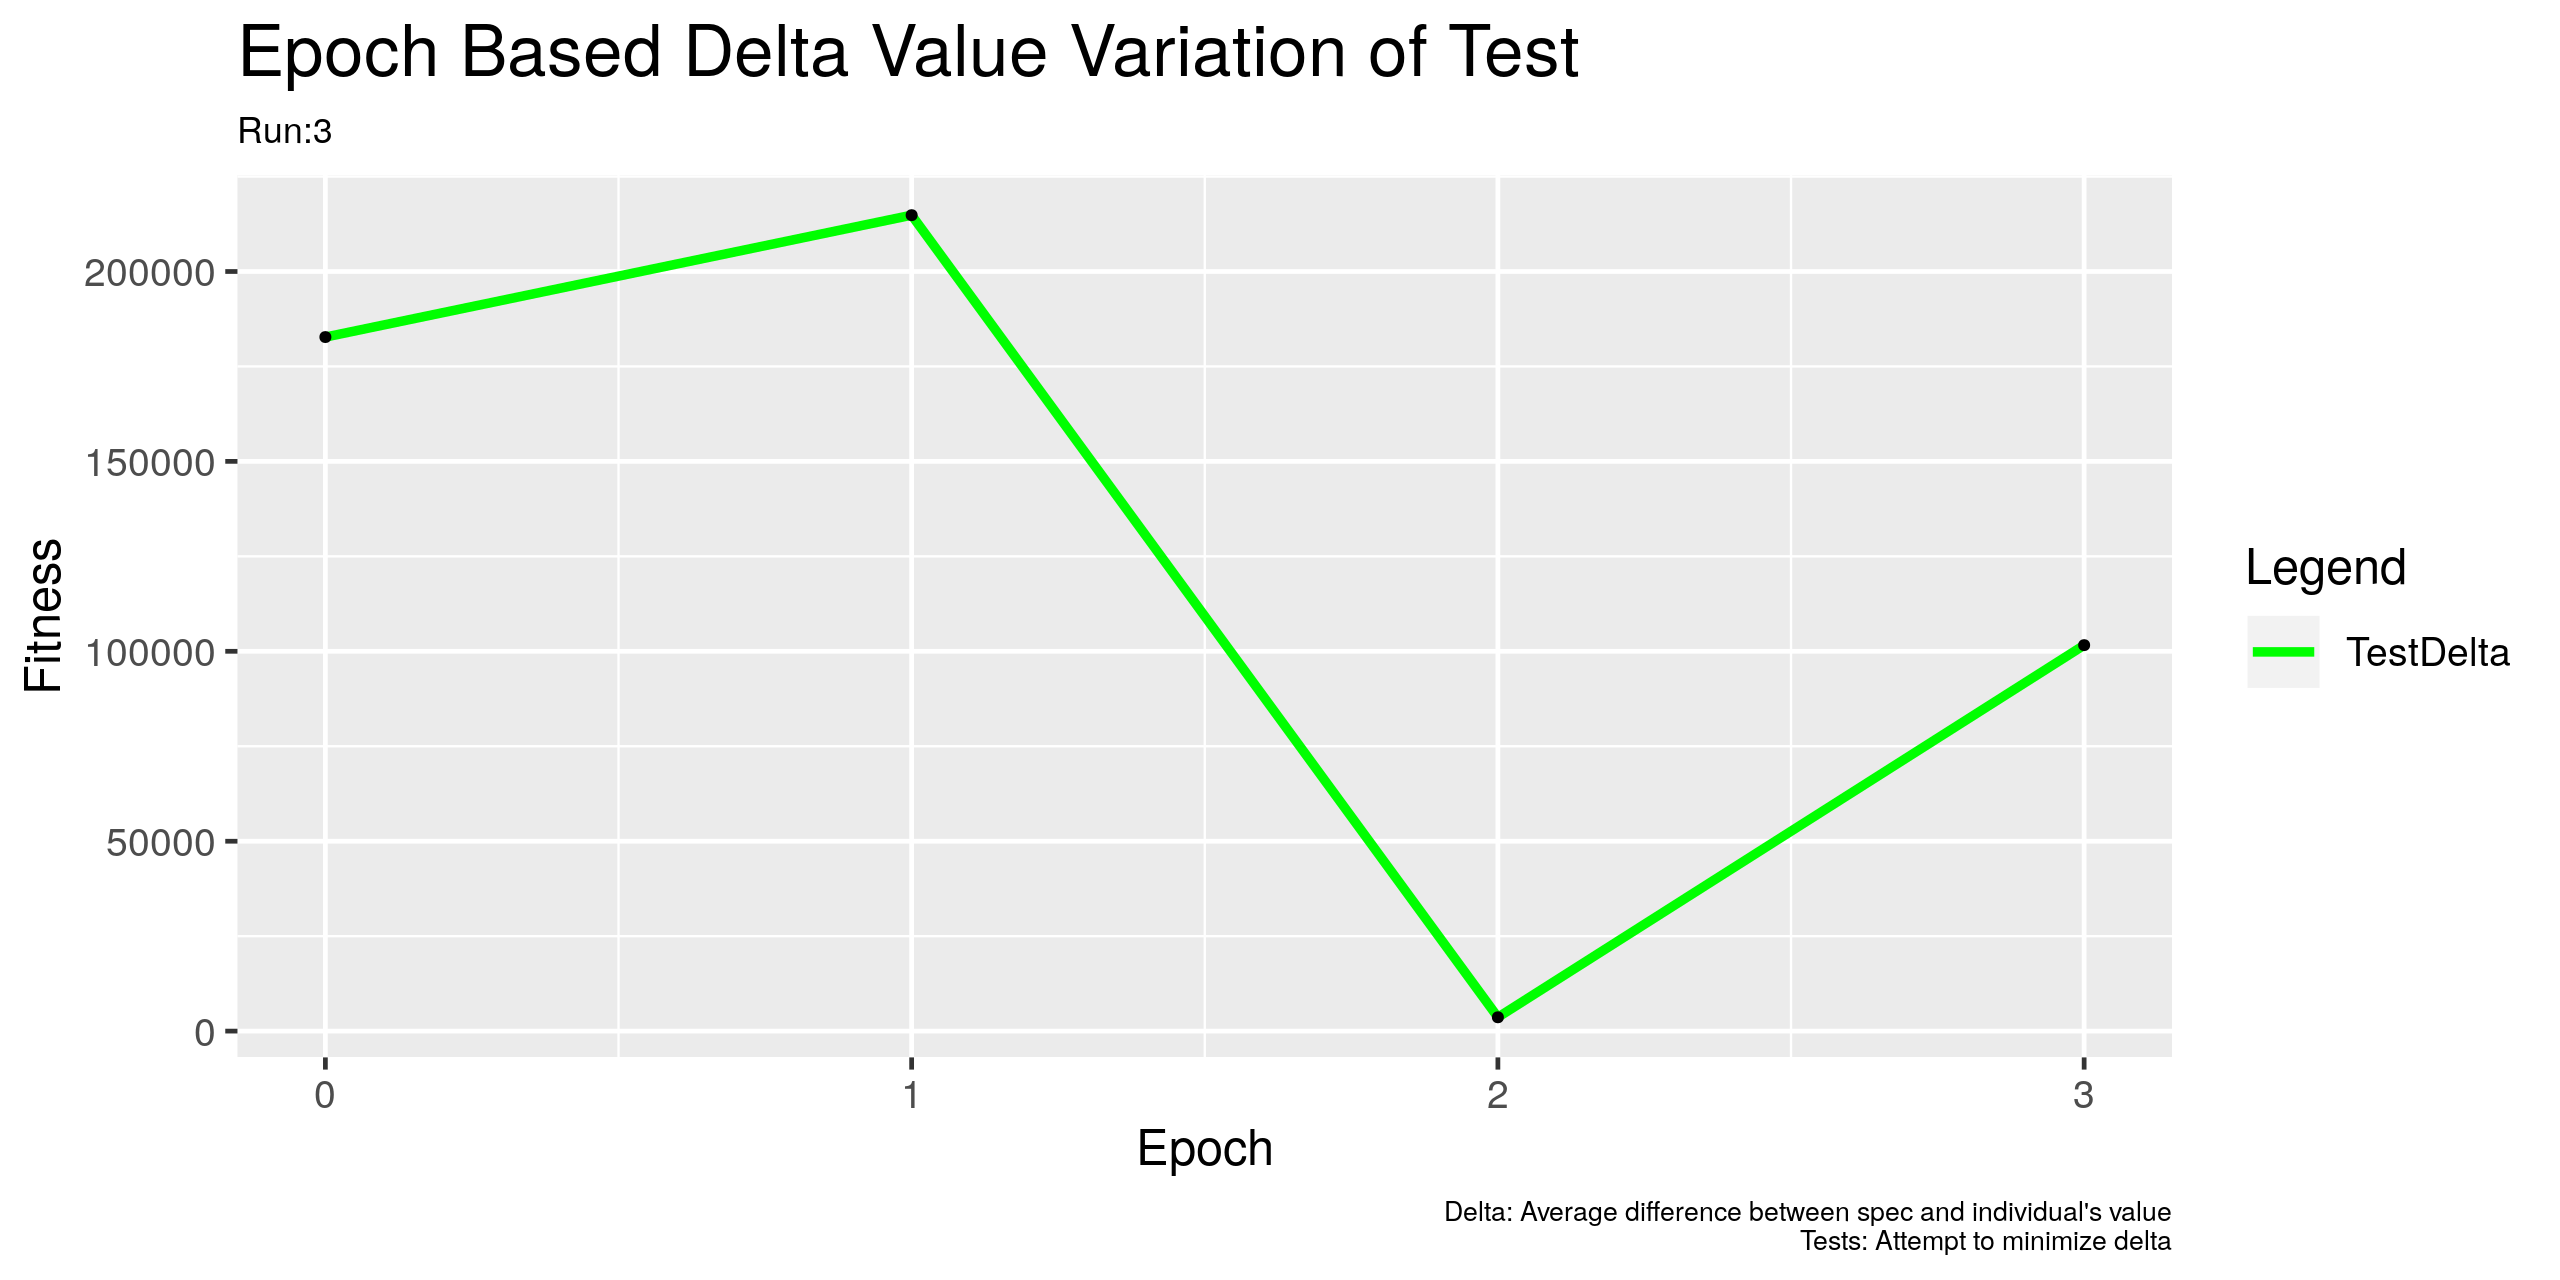 Epoch Based Delta Value Variation of Test
Run:3
200000
150000
100000
50000
0
Fitness
0 1 2 3
Epoch
Legend
TestDelta
Delta: Average difference between spec and individual's value
Tests: Attempt to minimize delta